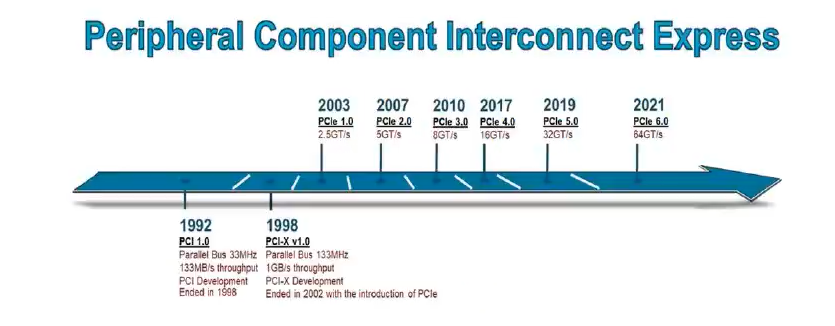 Peripheral Component Interconnect Express
2003
PCIe 1.0
2.5GT/s
2007
PCIe 2.0
5GT/s
2010
PCIe 3.0
8GT/s
2017
PCIe 4.0
16GT/s
2019
PCIe 5.0
32GT/s
2021
PCIe 6.0
64GT/s
1992
PCI 1.0
Parallel Bus 33MHz
133MB/s throughput
PCI Development
Ended in 1998
1998
PCI-X v1.0
Parallel Bus 133MHz
1GB/s throughput
PCI-X Development
Ended in 2002 with the introduction of PCIe